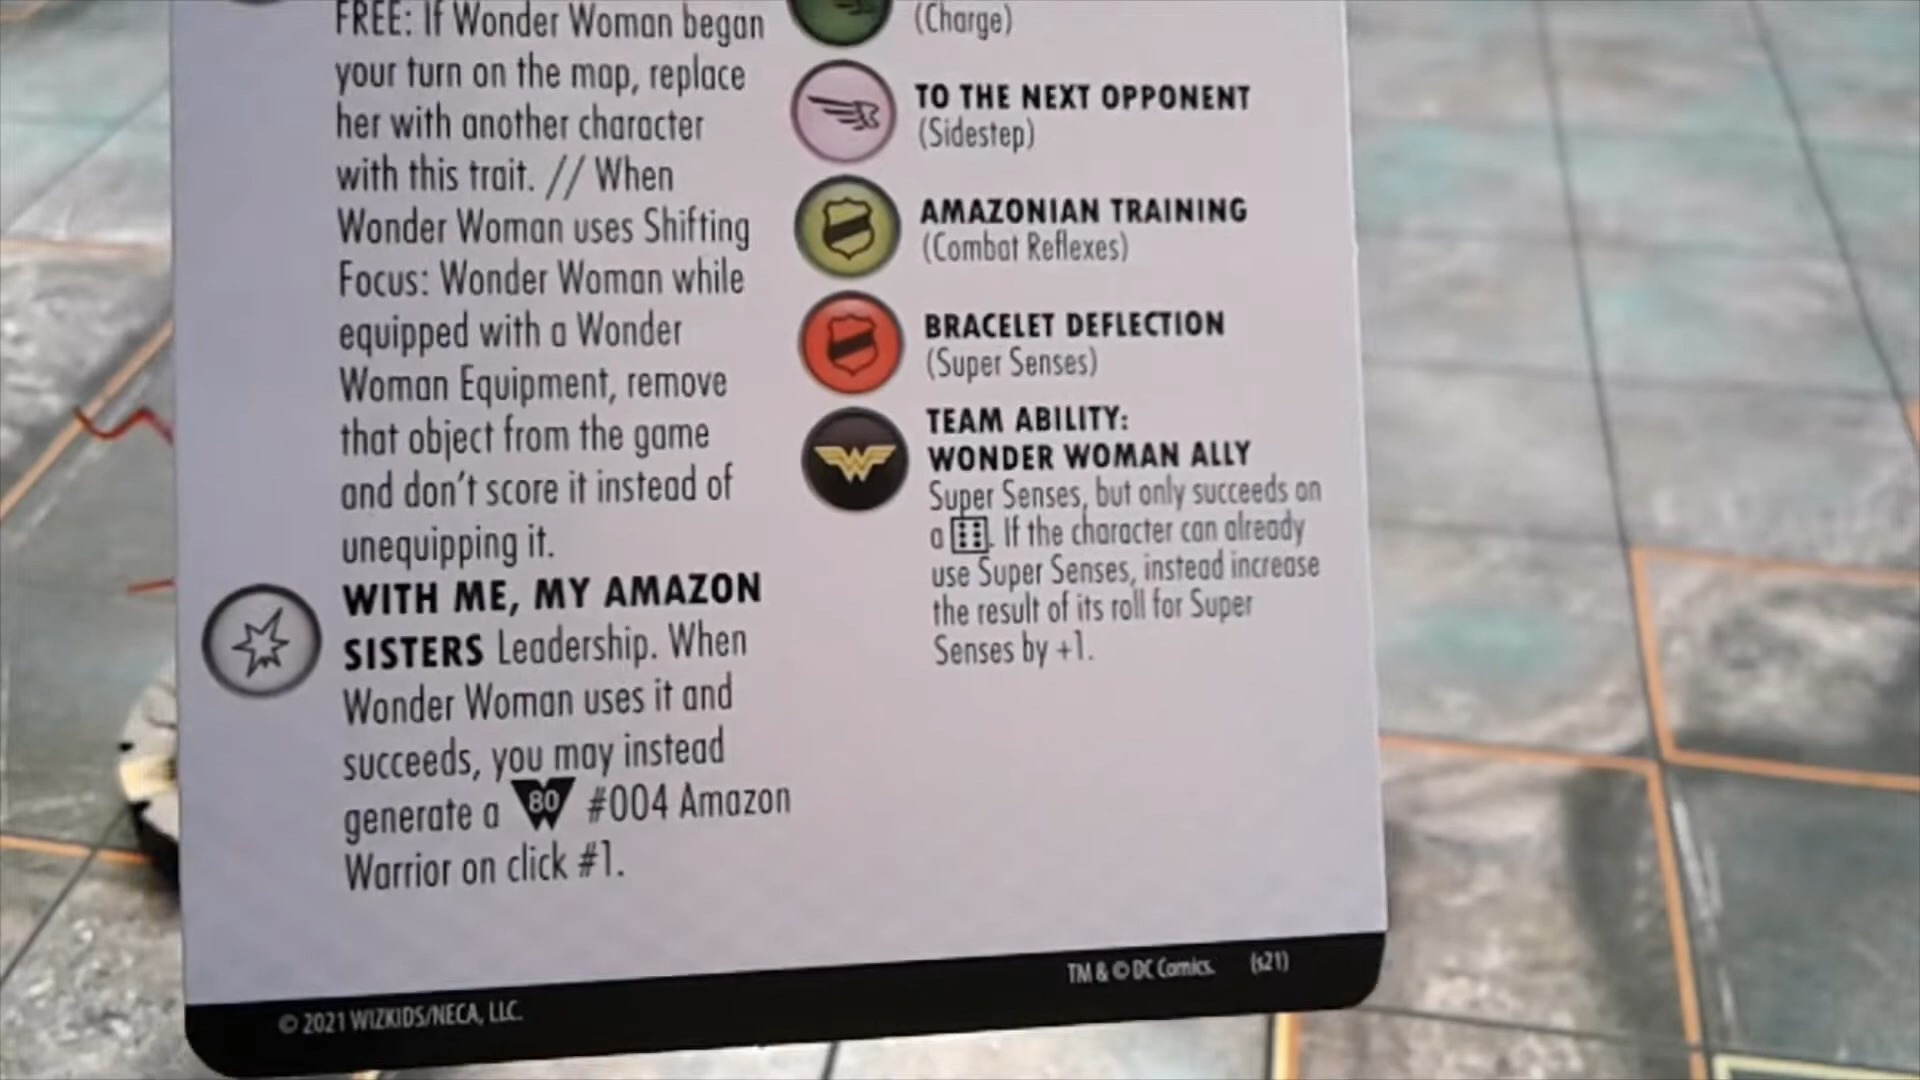 FREE: If Wonder Woman began
your turn on the map, replace
her with another character
with this trait. // When
Wonder Woman uses Shifting
Focus: Wonder Woman while
equipped with a Wonder
Woman Equipment, remove
that object from the game
and don't score it instead of
unequipping it.
WITH ME, MY AMAZON
SISTERS Leadership. When
Wonder Woman uses it and
succeeds, you may instead
generate a 80 #004 Amazon
Warrior on click #1.
(Charge)
TO THE NEXT OPPONENT
(Sidestep)
AMAZONIAN TRAINING
(Combat Reflexes)
BRACELET DEFLECTION
(Super Senses)
TEAM ABILITY:
WONDER WOMAN ALLY
Super Senses, but only succeeds on
a ⚅. If the character can already
use Super Senses, instead increase
the result of its roll for Super
Senses by +1.
© 2021 WIZKIDS/NECA, LLC.
TM & © DC Comics. (s21)